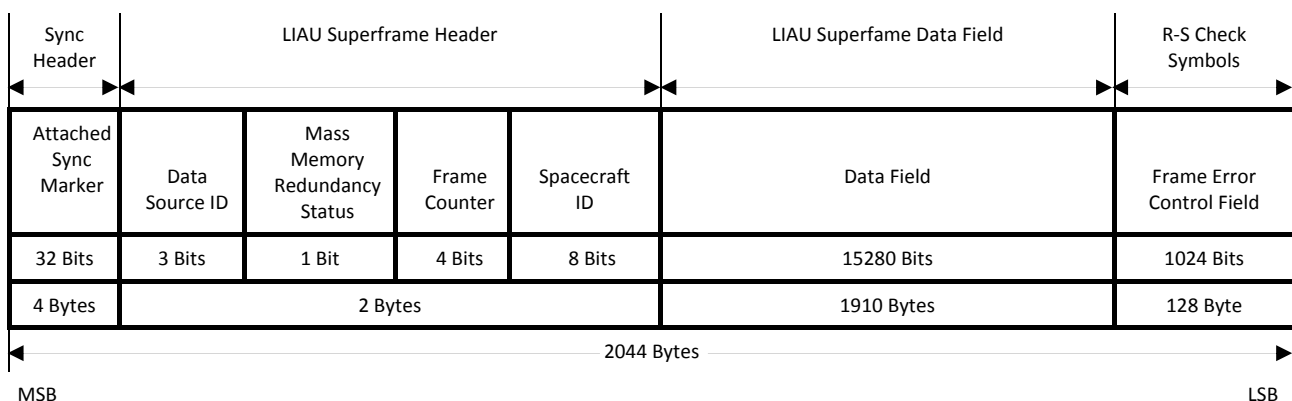 Sync
Header
LIAU Superframe Header
LIAU Superfame Data Field
R-S Check
Symbols
Attached
Sync
Marker
Data
Source ID
Mass
Memory
Redundancy
Status
Frame
Counter
Spacecraft
ID
Data Field
Frame Error
Control Field
32 Bits
3 Bits
1 Bit
4 Bits
8 Bits
15280 Bits
1024 Bits
4 Bytes
2 Bytes
1910 Bytes
128 Byte
2044 Bytes
MSB
LSB